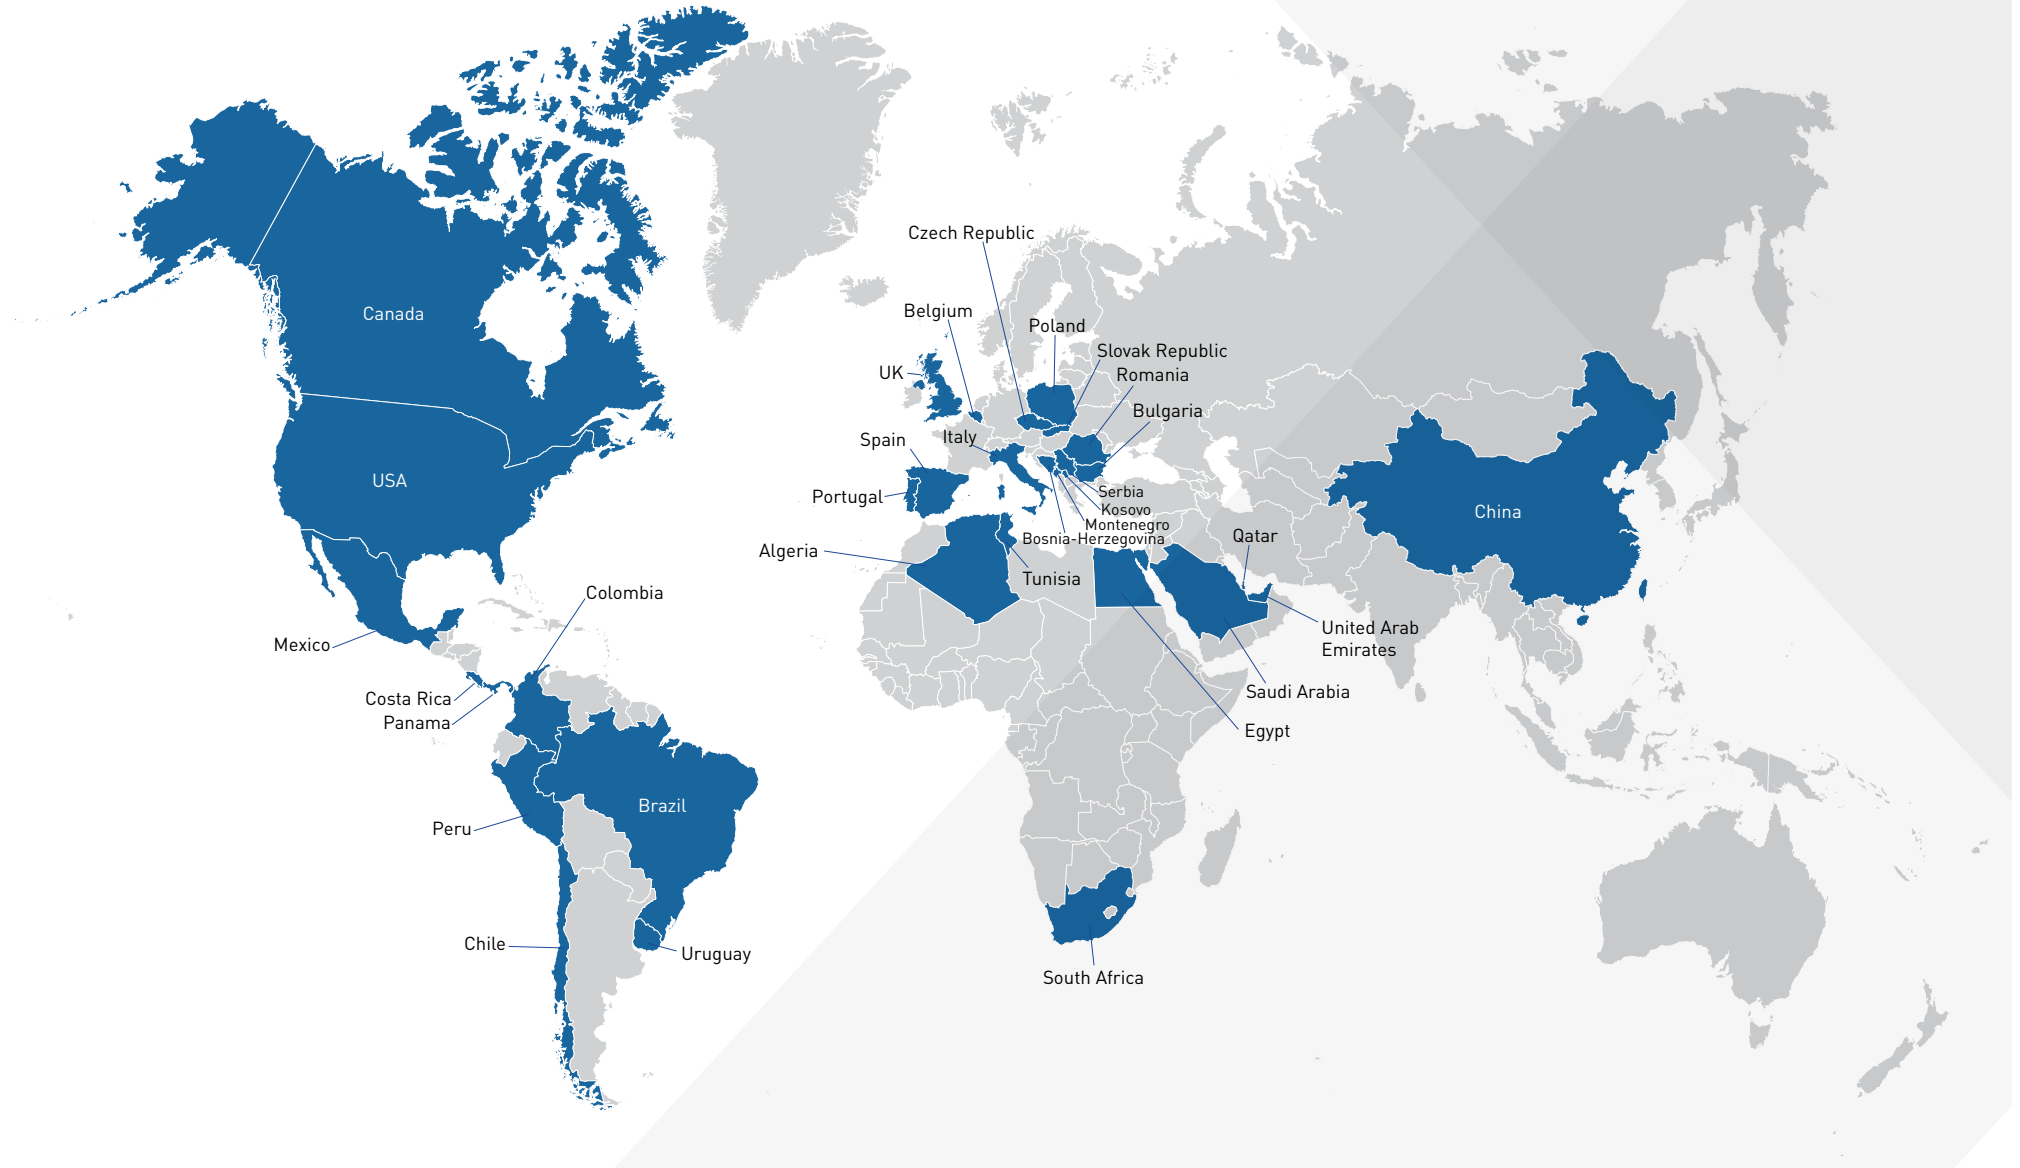 Czech Republic
Belgium
Poland
Canada
Slovak Republic
UK
Romania
Bulgaria
Italy
Spain
USA
Serbia
Portugal
Kosovo
China
Montenegro
Qatar
Bosnia-Herzegovina
Algeria
Tunisia
Colombia
United Arab
Emirates
Mexico
Saudi Arabia
Costa Rica
Panama
Egypt
Brazil
Peru
Chile
Uruguay
South Africa